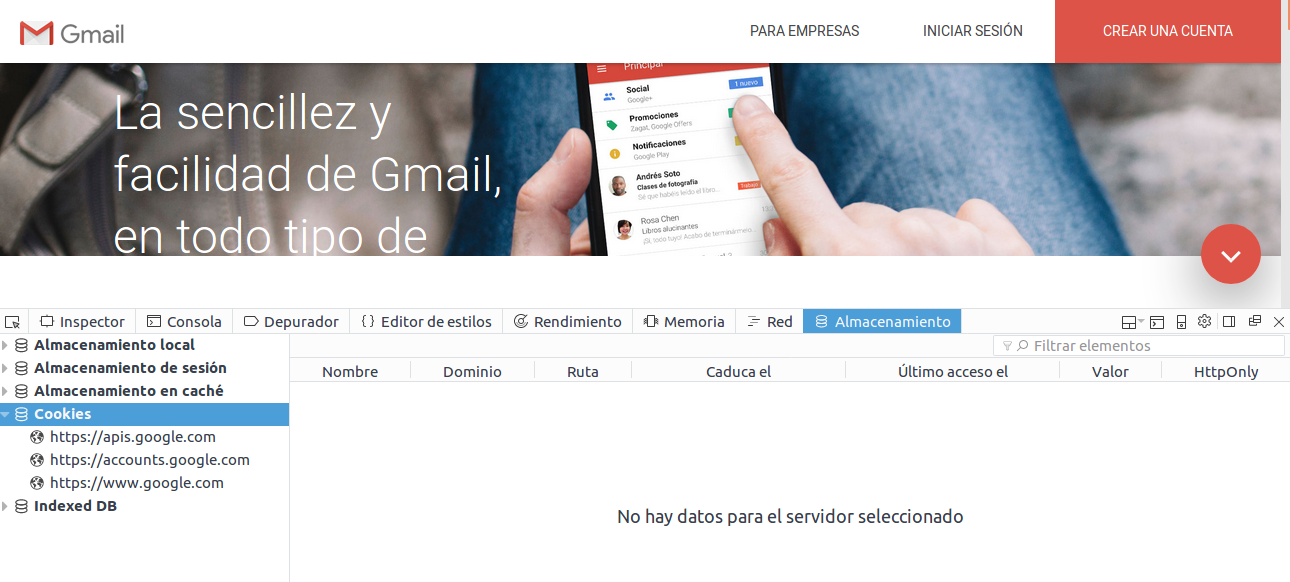 Gmail
PARA EMPRESAS
INICIAR SESIÓN
CREAR UNA CUENTA
La sencillez y
facilidad de Gmail,
en todo tipo de
Principal
Social
1 nuevo
Google+
Promociones
Zagat, Google Offers
Notificaciones
Google Play
Andrés Soto
Clases de fotografía
Sé que habéis leído el libro...
Trabajo
Rosa Chen
Libros alucinantes
¡Sí, todo tuyo! Acabo de terminármelo...
Inspector
Consola
Depurador
{ } Editor de estilos
Rendimiento
Memoria
Red
Almacenamiento
Almacenamiento local
Almacenamiento de sesión
Almacenamiento en caché
Cookies
https://apis.google.com
https://accounts.google.com
https://www.google.com
Indexed DB
Filtrar elementos
Nombre
Dominio
Ruta
Caduca el
Último acceso el
Valor
HttpOnly
No hay datos para el servidor seleccionado